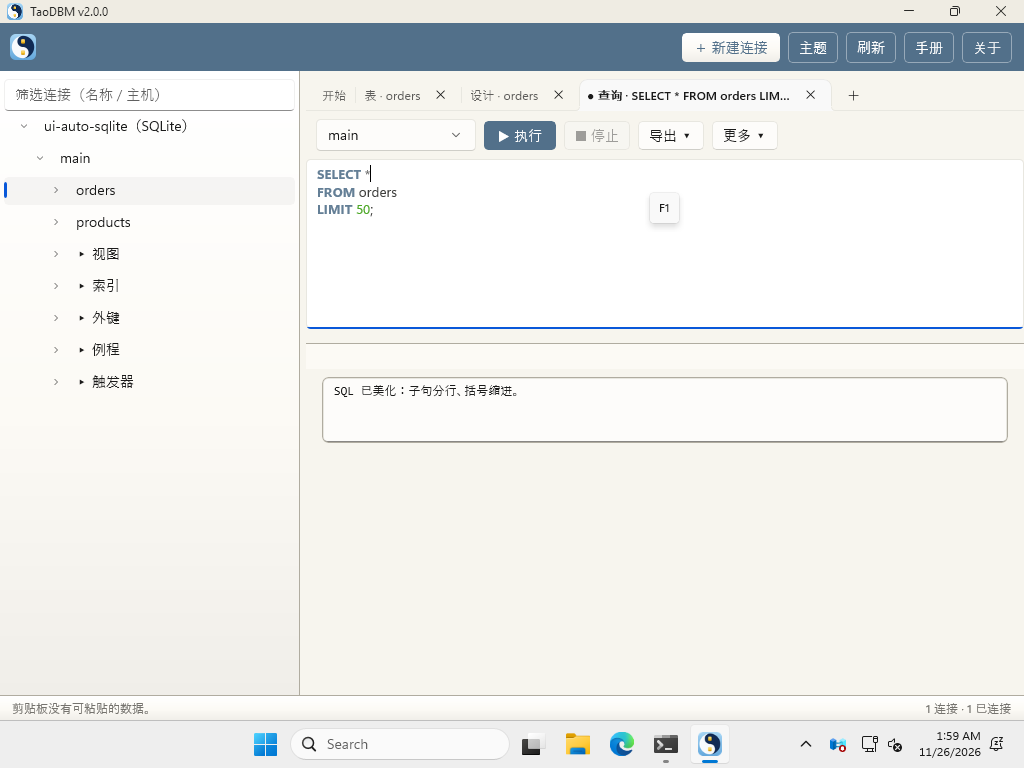 TaoDBM v2.0.0
+ 新建连接
主题
刷新
手册
关于
筛选连接（名称 / 主机）
开始
表 · orders
设计 · orders
● 查询 · SELECT * FROM orders LIM...
ui-auto-sqlite（SQLite）
main
orders
products
▸ 视图
▸ 索引
▸ 外键
▸ 例程
▸ 触发器
main
▶ 执行
停止
导出 ▾
更多 ▾
SELECT *
FROM orders
LIMIT 50;
F1
SQL 已美化：子句分行、括号缩进。
剪贴板没有可粘贴的数据。
1 连接 · 1 已连接
Search
1:59 AM
11/26/2026